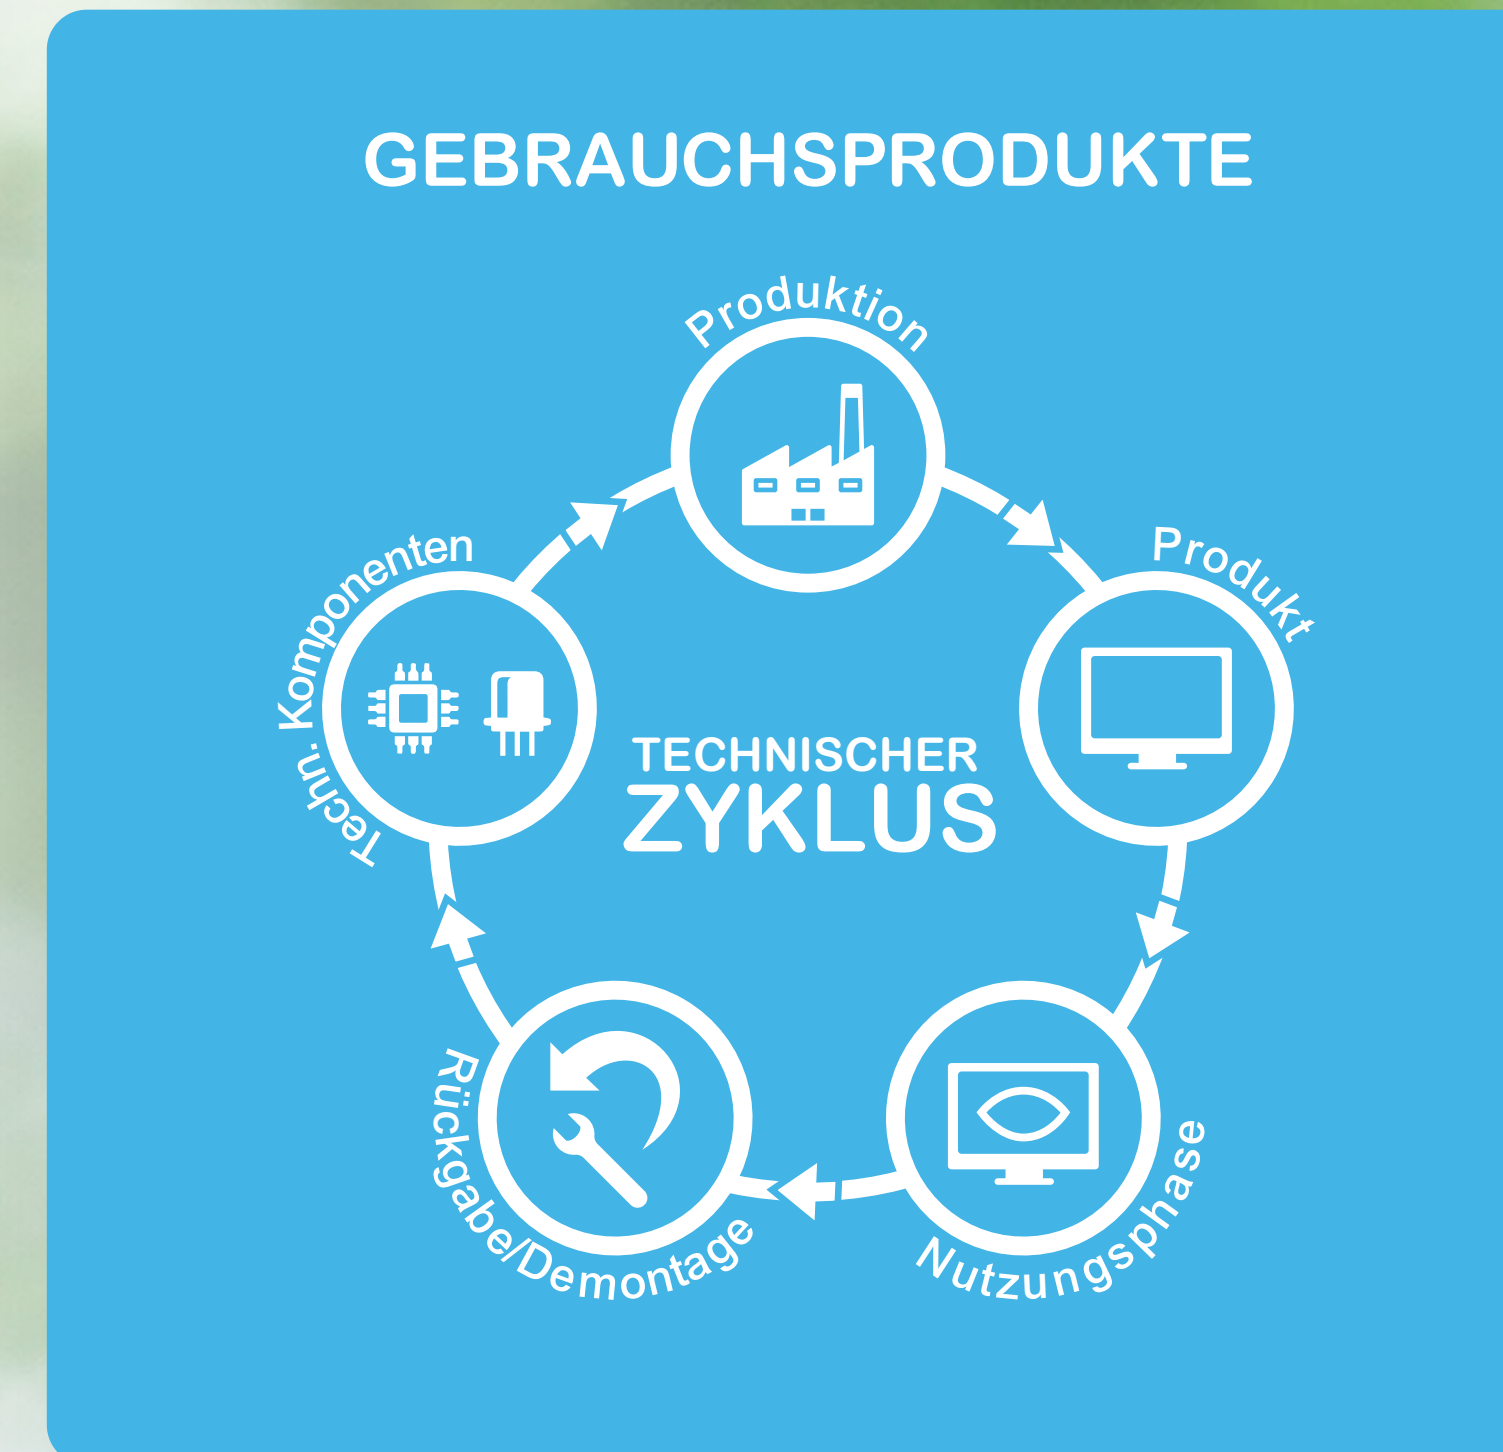 GEBRAUCHSPRODUKTE
Produktion
Produkt
Techn. Komponenten
TECHNISCHER
ZYKLUS
Rückgabe/Demontage
Nutzungsphase